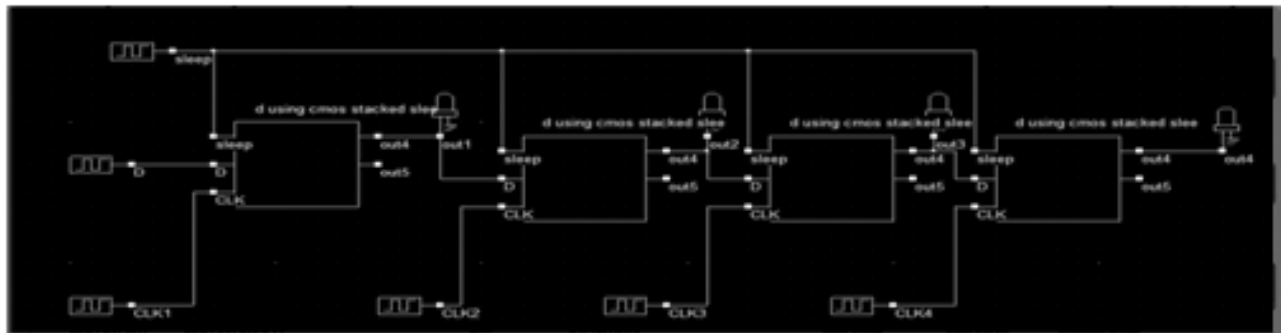 sleep
d using cmos stacked slee
d using cmos stacked slee
d using cmos stacked slee
d using cmos stacked slee
sleep
out4
out1
D
D
out5
CLK
sleep
out4
out2
D
out5
CLK
sleep
out4
out3
D
out5
CLK
sleep
out4
out4
D
out5
CLK
CLK1
CLK2
CLK3
CLK4